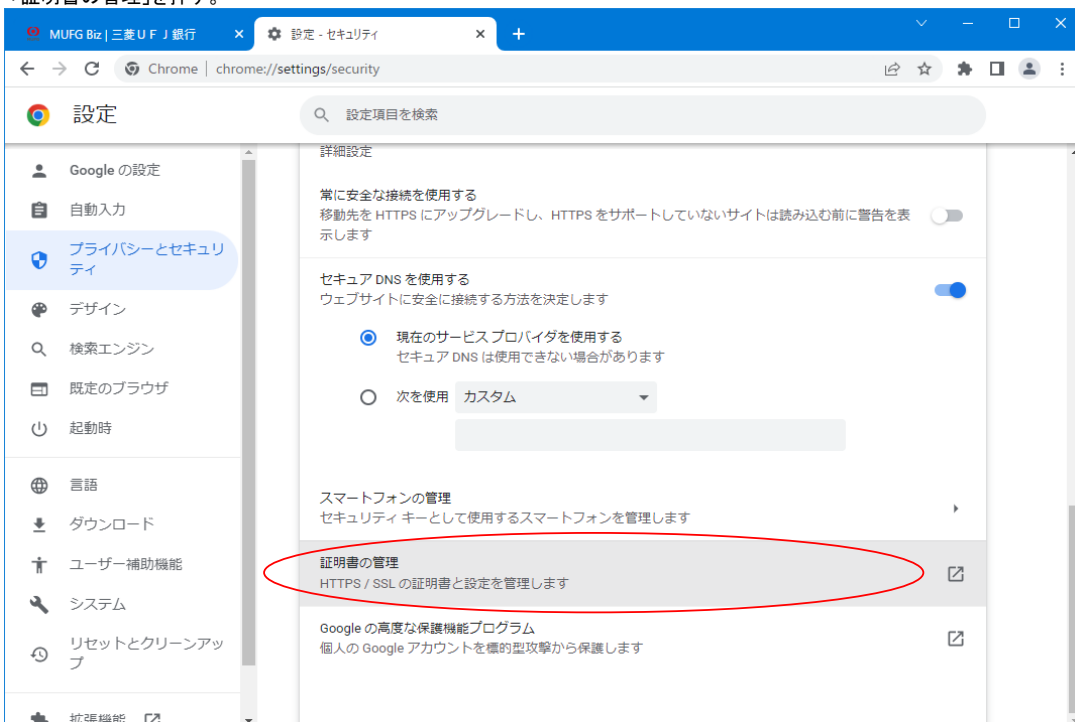 「証明書の管理」を押す。
MUFG Biz | 三菱ＵＦＪ銀行
設定 - セキュリティ
Chrome | chrome://settings/security
設定
設定項目を検索
Google の設定
自動入力
プライバシーとセキュリ
ティ
デザイン
検索エンジン
既定のブラウザ
起動時
言語
ダウンロード
ユーザー補助機能
システム
リセットとクリーンアッ
プ
拡張機能
詳細設定
常に安全な接続を使用する
移動先を HTTPS にアップグレードし、HTTPS をサポートしていないサイトは読み込む前に警告を表
示します
セキュア DNS を使用する
ウェブサイトに安全に接続する方法を決定します
現在のサービス プロバイダを使用する
セキュア DNS は使用できない場合があります
次を使用 カスタム
スマートフォンの管理
セキュリティ キーとして使用するスマートフォンを管理します
証明書の管理
HTTPS / SSL の証明書と設定を管理します
Google の高度な保護機能プログラム
個人の Google アカウントを標的型攻撃から保護します